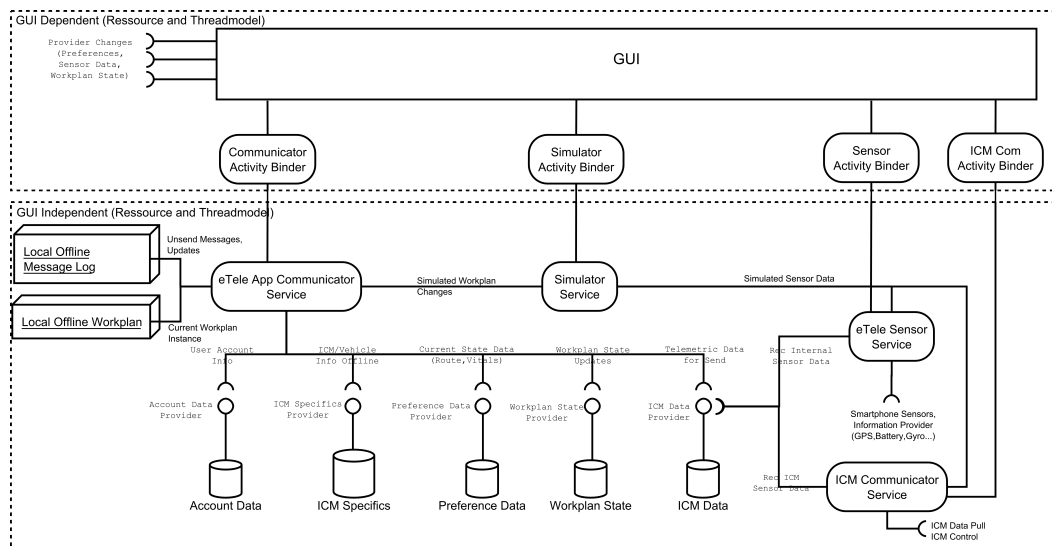 GUI Dependent (Ressource and Threadmodel)
Provider Changes
(Preferences,
Sensor Data,
Workplan State)
GUI
Communicator
Activity Binder
Simulator
Activity Binder
Sensor
Activity Binder
ICM Com
Activity Binder
GUI Independent (Ressource and Threadmodel)
Local Offline
Message Log
Unsend Messages,
Updates
Local Offline Workplan
Current Workplan
Instance
eTele App Communicator
Service
Simulated Workplan
Changes
Simulator
Service
Simulated Sensor Data
eTele Sensor
Service
User Account
Info
ICM/Vehicle
Info Offline
Current State Data
(Route,Vitals)
Workplan State
Updates
Telemetric Data
for Send
Rec Internal
Sensor Data
Account Data
Provider
ICM Specifics
Provider
Preference Data
Provider
Workplan State
Provider
ICM Data
Provider
Smartphone Sensors,
Information Provider
(GPS,Battery,Gyro...)
Rec ICM
Sensor Data
ICM Communicator
Service
Account Data
ICM Specifics
Preference Data
Workplan State
ICM Data
ICM Data Pull
ICM Control